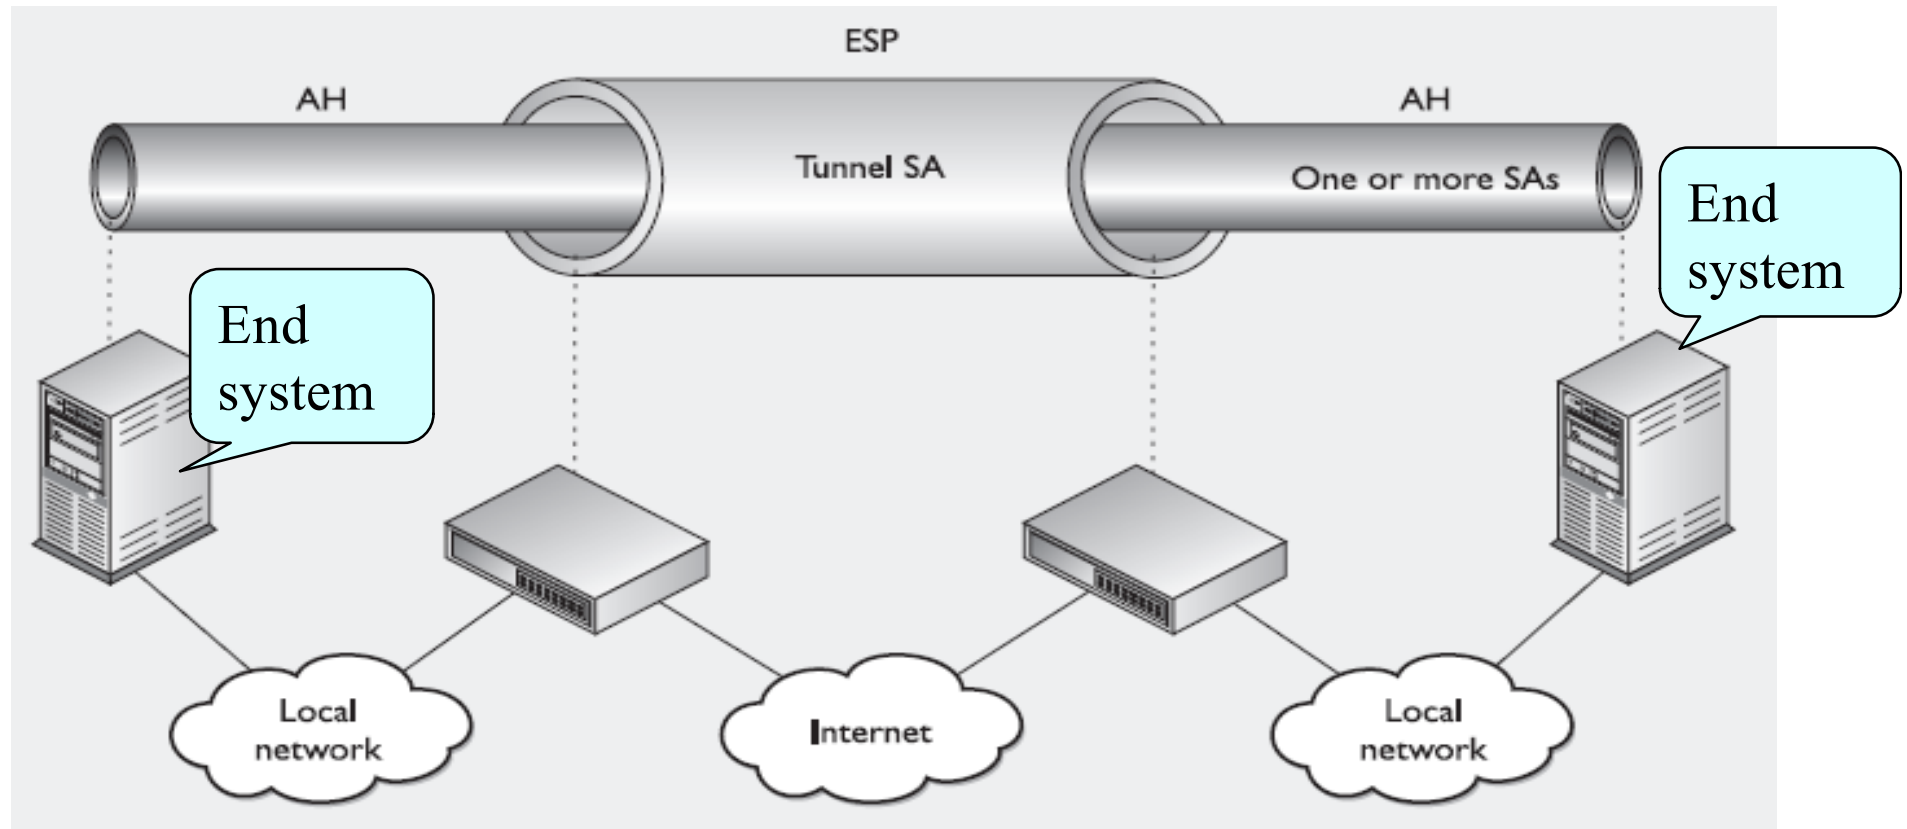 ESP
AH
AH
Tunnel SA
One or more SAs
End
system
End
system
Local
network
Internet
Local
network